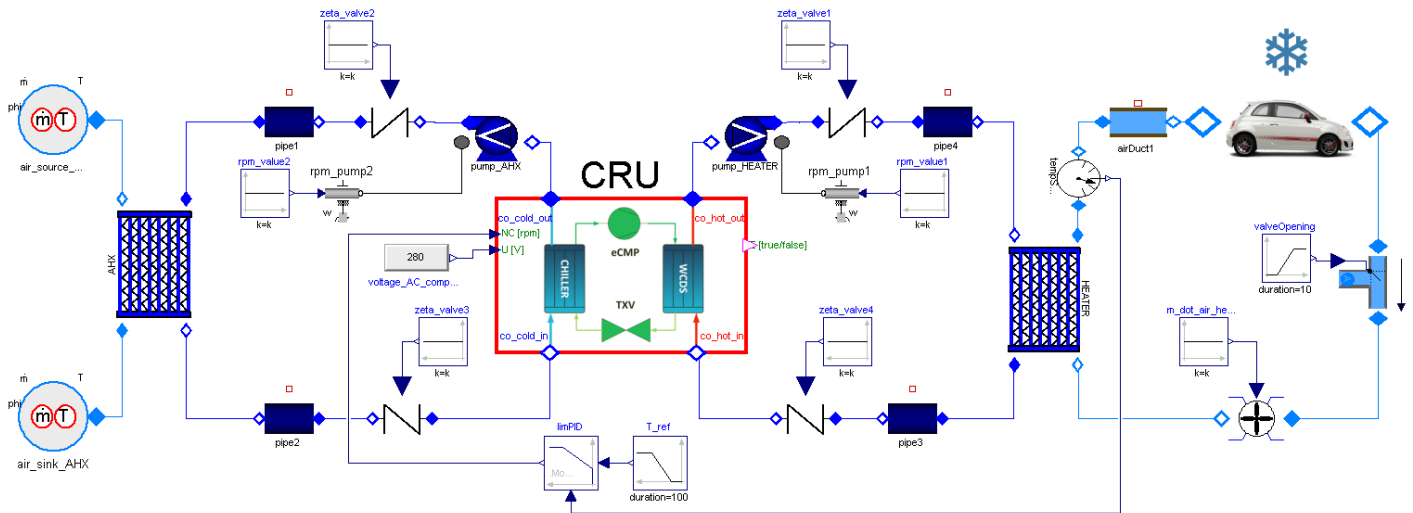 zeta_valve2
k=k
zeta_valve1
k=k
ṁ
T
phi
ṁ T
air_source_...
pipe1
rpm_value2
k=k
rpm_pump2
w
pump_AHX
pump_HEATER
pipe4
rpm_value1
k=k
rpm_pump1
w
airDuct1
tempS...
CRU
co_cold_out
co_hot_out
NC [rpm]
U [V]
[true/false]
280
voltage_AC_comp...
eCMP
CHILLER
WCDS
TXV
co_cold_in
co_hot_in
AHX
HEATER
valveOpening
duration=10
zeta_valve3
k=k
zeta_valve4
k=k
m_dot_air_he...
k=k
ṁ
T
phi
ṁ T
air_sink_AHX
pipe2
pipe3
limPID
Mo...
T_ref
duration=100